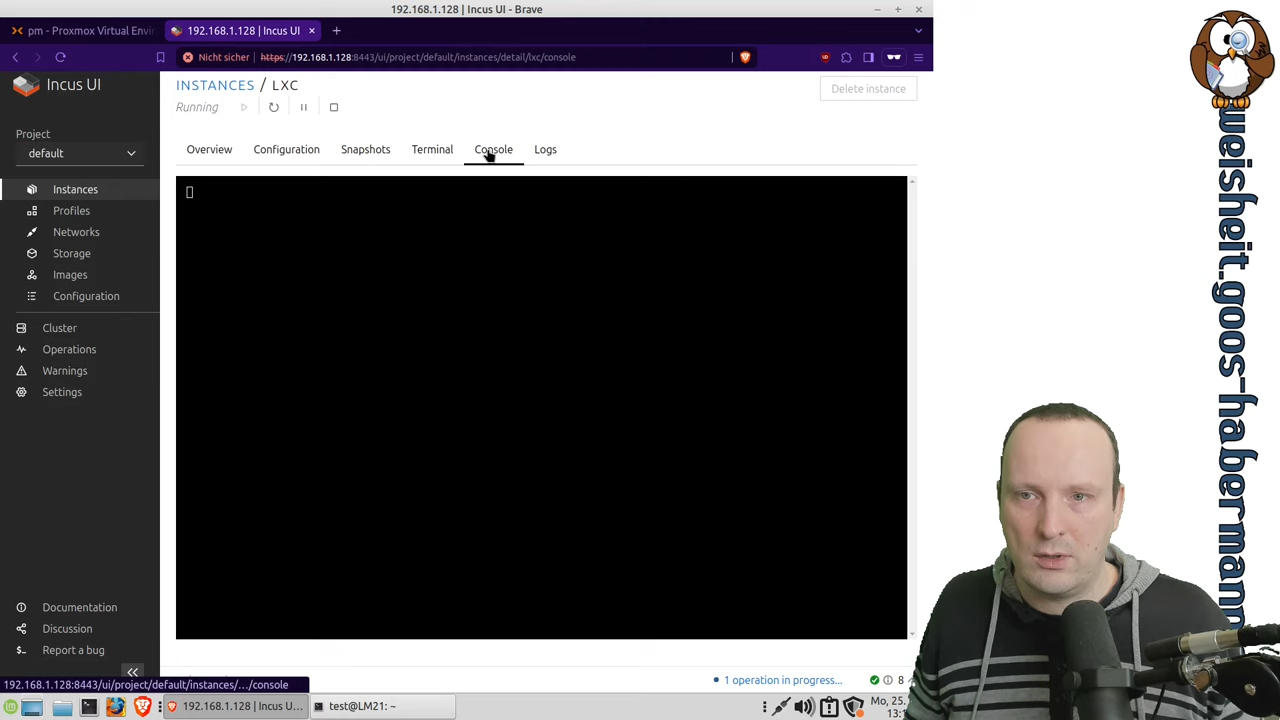 192.168.1.128 | Incus UI - Brave
pm - Proxmox Virtual Envi
192.168.1.128 | Incus UI
Nicht sicher
https://192.168.1.128:8443/ui/project/default/instances/detail/lxc/console
Incus UI
INSTANCES / LXC
Delete instance
Running
Project
default
Overview
Configuration
Snapshots
Terminal
Console
Logs
Instances
Profiles
Networks
Storage
Images
Configuration
Cluster
Operations
Warnings
Settings
Documentation
Discussion
Report a bug
192.168.1.128:8443/ui/project/default/instances/…/console
1 operation in progress...
8
192.168.1.128 | Incus U...
test@LM21: ~
Mo, 25.
weisheit.goos-habermann